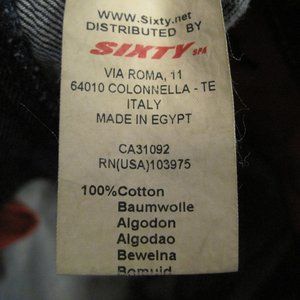 www.Sixty.net
DISTRIBUTED BY
SIXTY SPA
VIA ROMA, 11
64010 COLONNELLA - TE
ITALY
MADE IN EGYPT
CA31092
RN(USA)103975
100%Cotton
Baumwolle
Algodon
Algodao
Bewelna
Bomuld